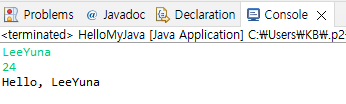 Problems @ Javadoc Declaration Console
<terminated> HelloMyJava [Java Application] C:₩Users₩KB₩.p2
LeeYuna
24
Hello, LeeYuna